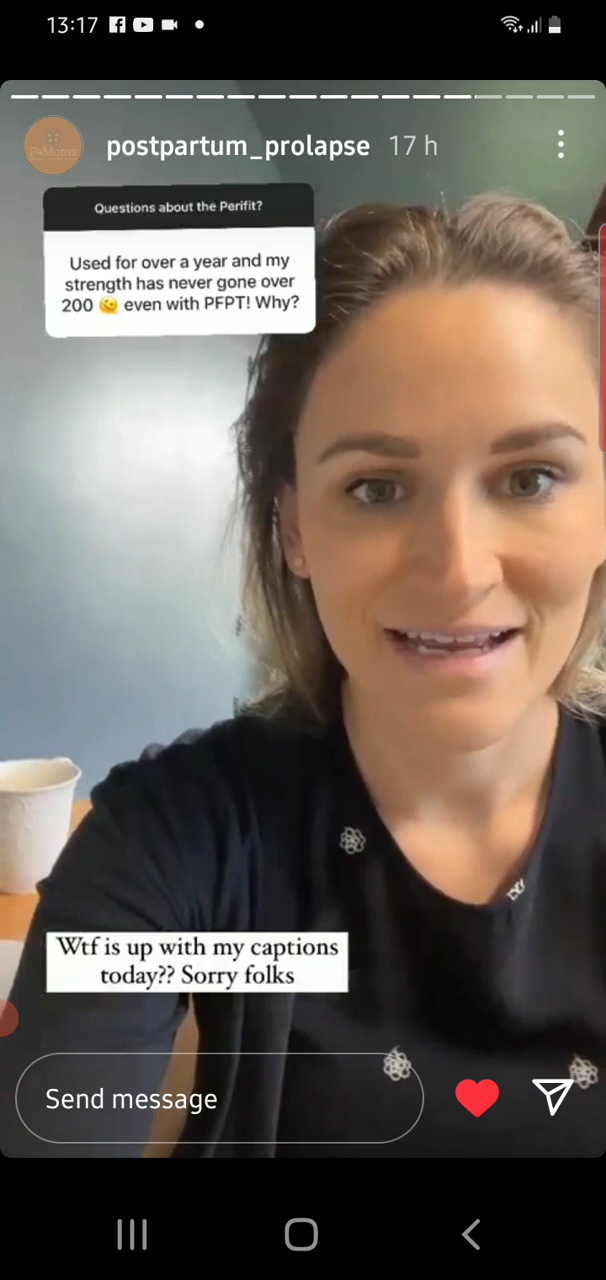 13:17
P4Moms
postpartum_prolapse 17 h
Questions about the Perifit?
Used for over a year and my
strength has never gone over
200 🫠 even with PFPT! Why?
Wtf is up with my captions
today?? Sorry folks
Send message